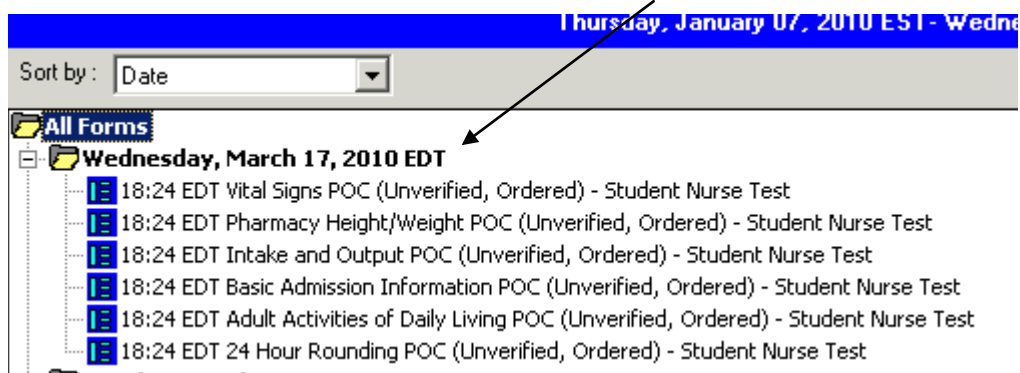 Thursday, January 07, 2010 EST - Wedne
Sort by : Date
All Forms
Wednesday, March 17, 2010 EDT
18:24 EDT Vital Signs POC (Unverified, Ordered) - Student Nurse Test
18:24 EDT Pharmacy Height/Weight POC (Unverified, Ordered) - Student Nurse Test
18:24 EDT Intake and Output POC (Unverified, Ordered) - Student Nurse Test
18:24 EDT Basic Admission Information POC (Unverified, Ordered) - Student Nurse Test
18:24 EDT Adult Activities of Daily Living POC (Unverified, Ordered) - Student Nurse Test
18:24 EDT 24 Hour Rounding POC (Unverified, Ordered) - Student Nurse Test